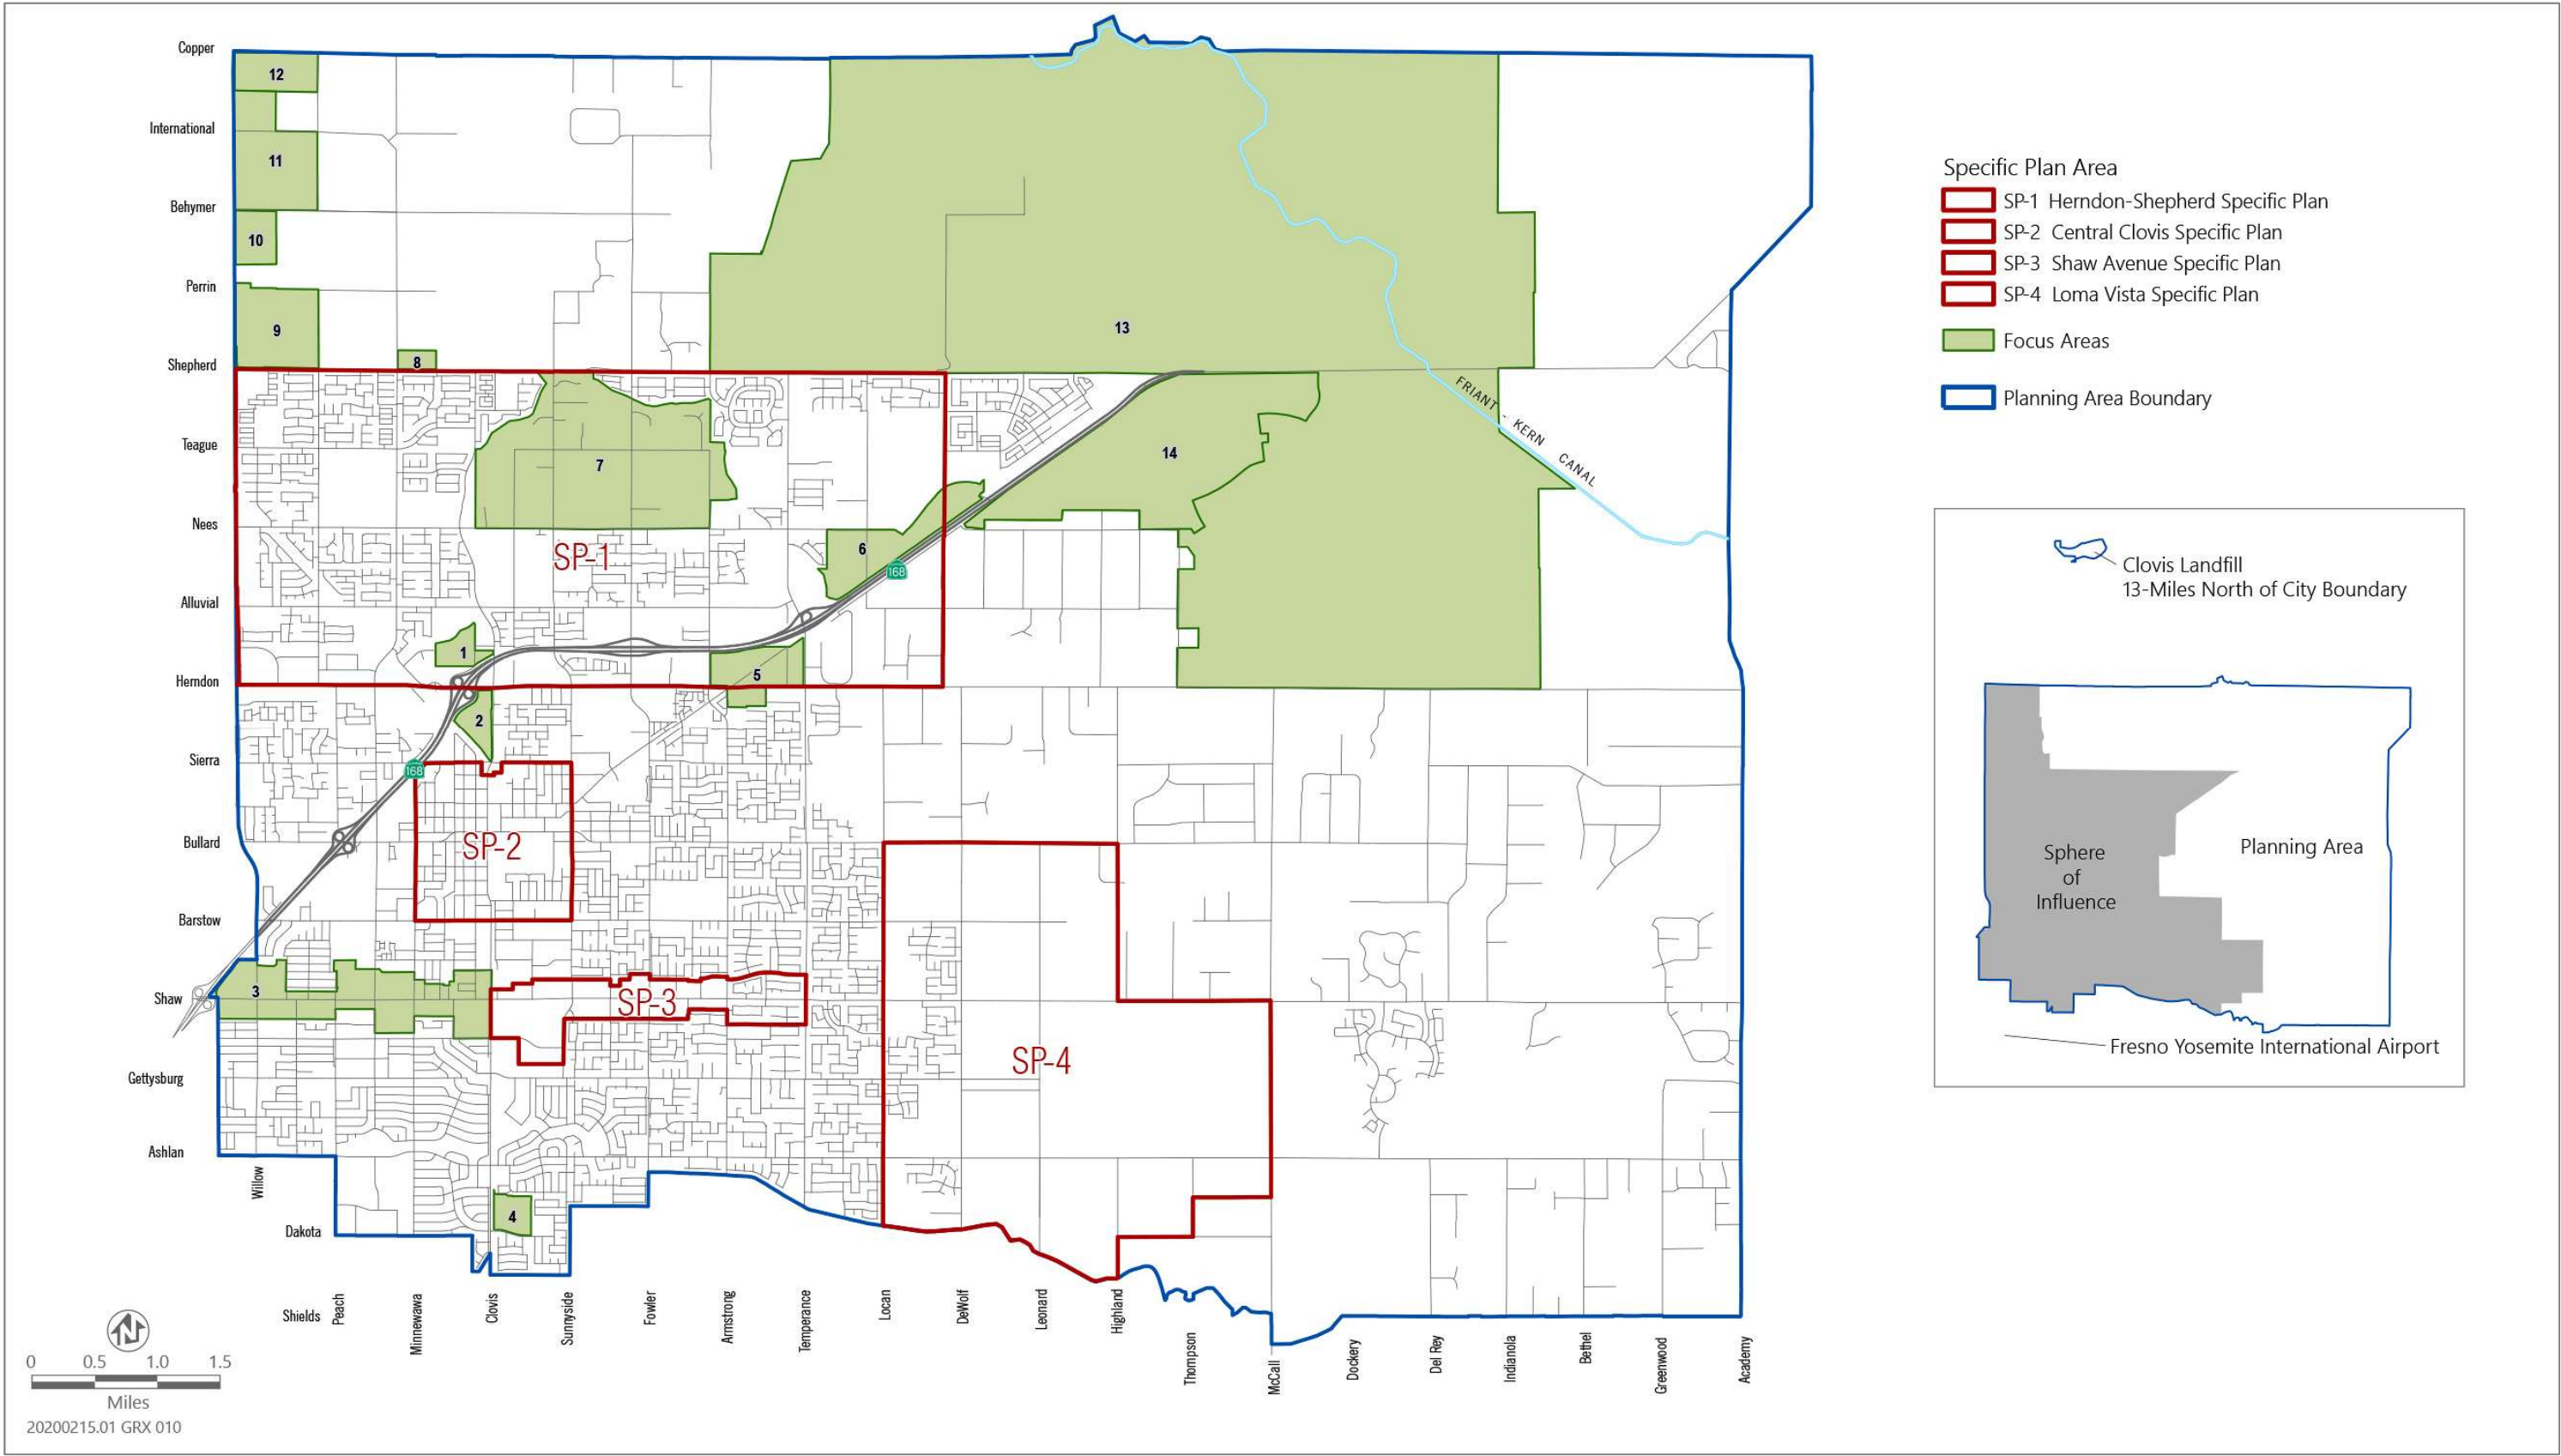 Copper
International
Behymer
Perrin
Shepherd
Teague
Nees
Alluvial
Herndon
Sierra
Bullard
Barstow
Shaw
Gettysburg
Ashlan
Dakota
Shields
12
11
10
9
8
13
7
14
6
SP-1
168
1
5
2
168
SP-2
3
SP-3
SP-4
4
FRIANT - KERN CANAL
Willow
Peach
Minnewawa
Clovis
Sunnyside
Fowler
Armstrong
Temperance
Locan
DeWolf
Leonard
Highland
Thompson
McCall
Dockery
Del Rey
Indianola
Bethel
Greenwood
Academy
N
0 0.5 1.0 1.5
Miles
20200215.01 GRX 010
Specific Plan Area
SP-1 Herndon-Shepherd Specific Plan
SP-2 Central Clovis Specific Plan
SP-3 Shaw Avenue Specific Plan
SP-4 Loma Vista Specific Plan
Focus Areas
Planning Area Boundary
Clovis Landfill
13-Miles North of City Boundary
Sphere
of
Influence
Planning Area
Fresno Yosemite International Airport